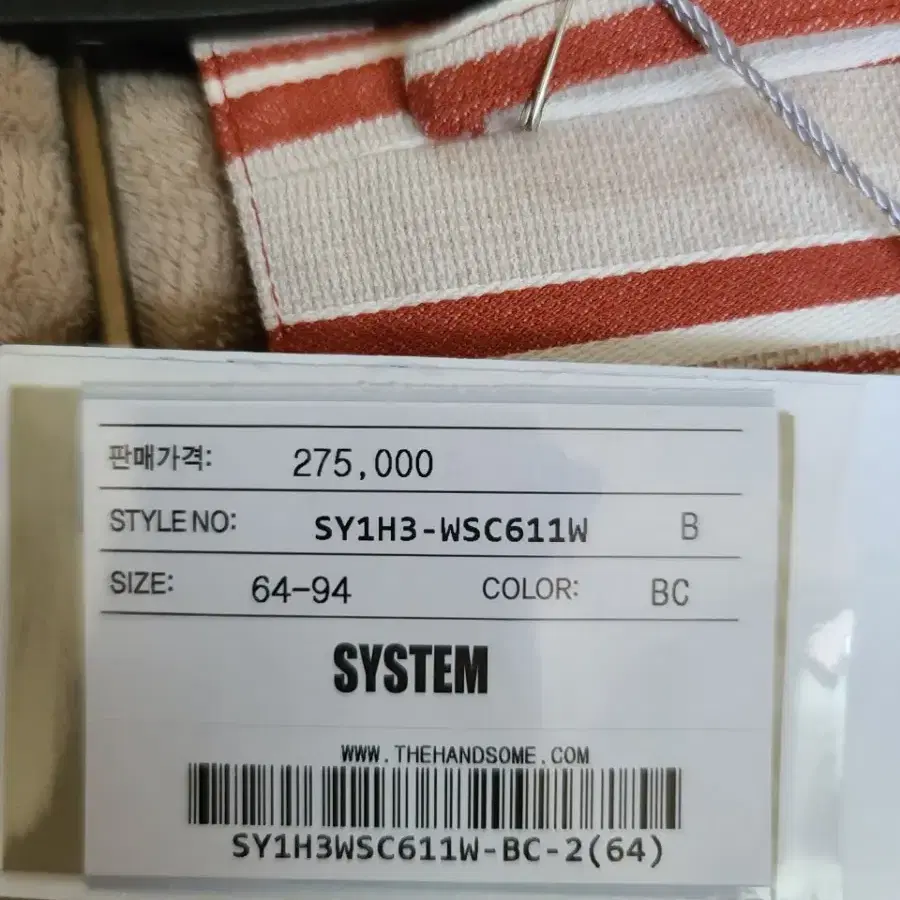 판매가격: 275,000
STYLE NO: SY1H3-WSC611W B
SIZE: 64-94 COLOR: BC
SYSTEM
WWW.THEHANDSOME.COM
SY1H3WSC611W-BC-2(64)